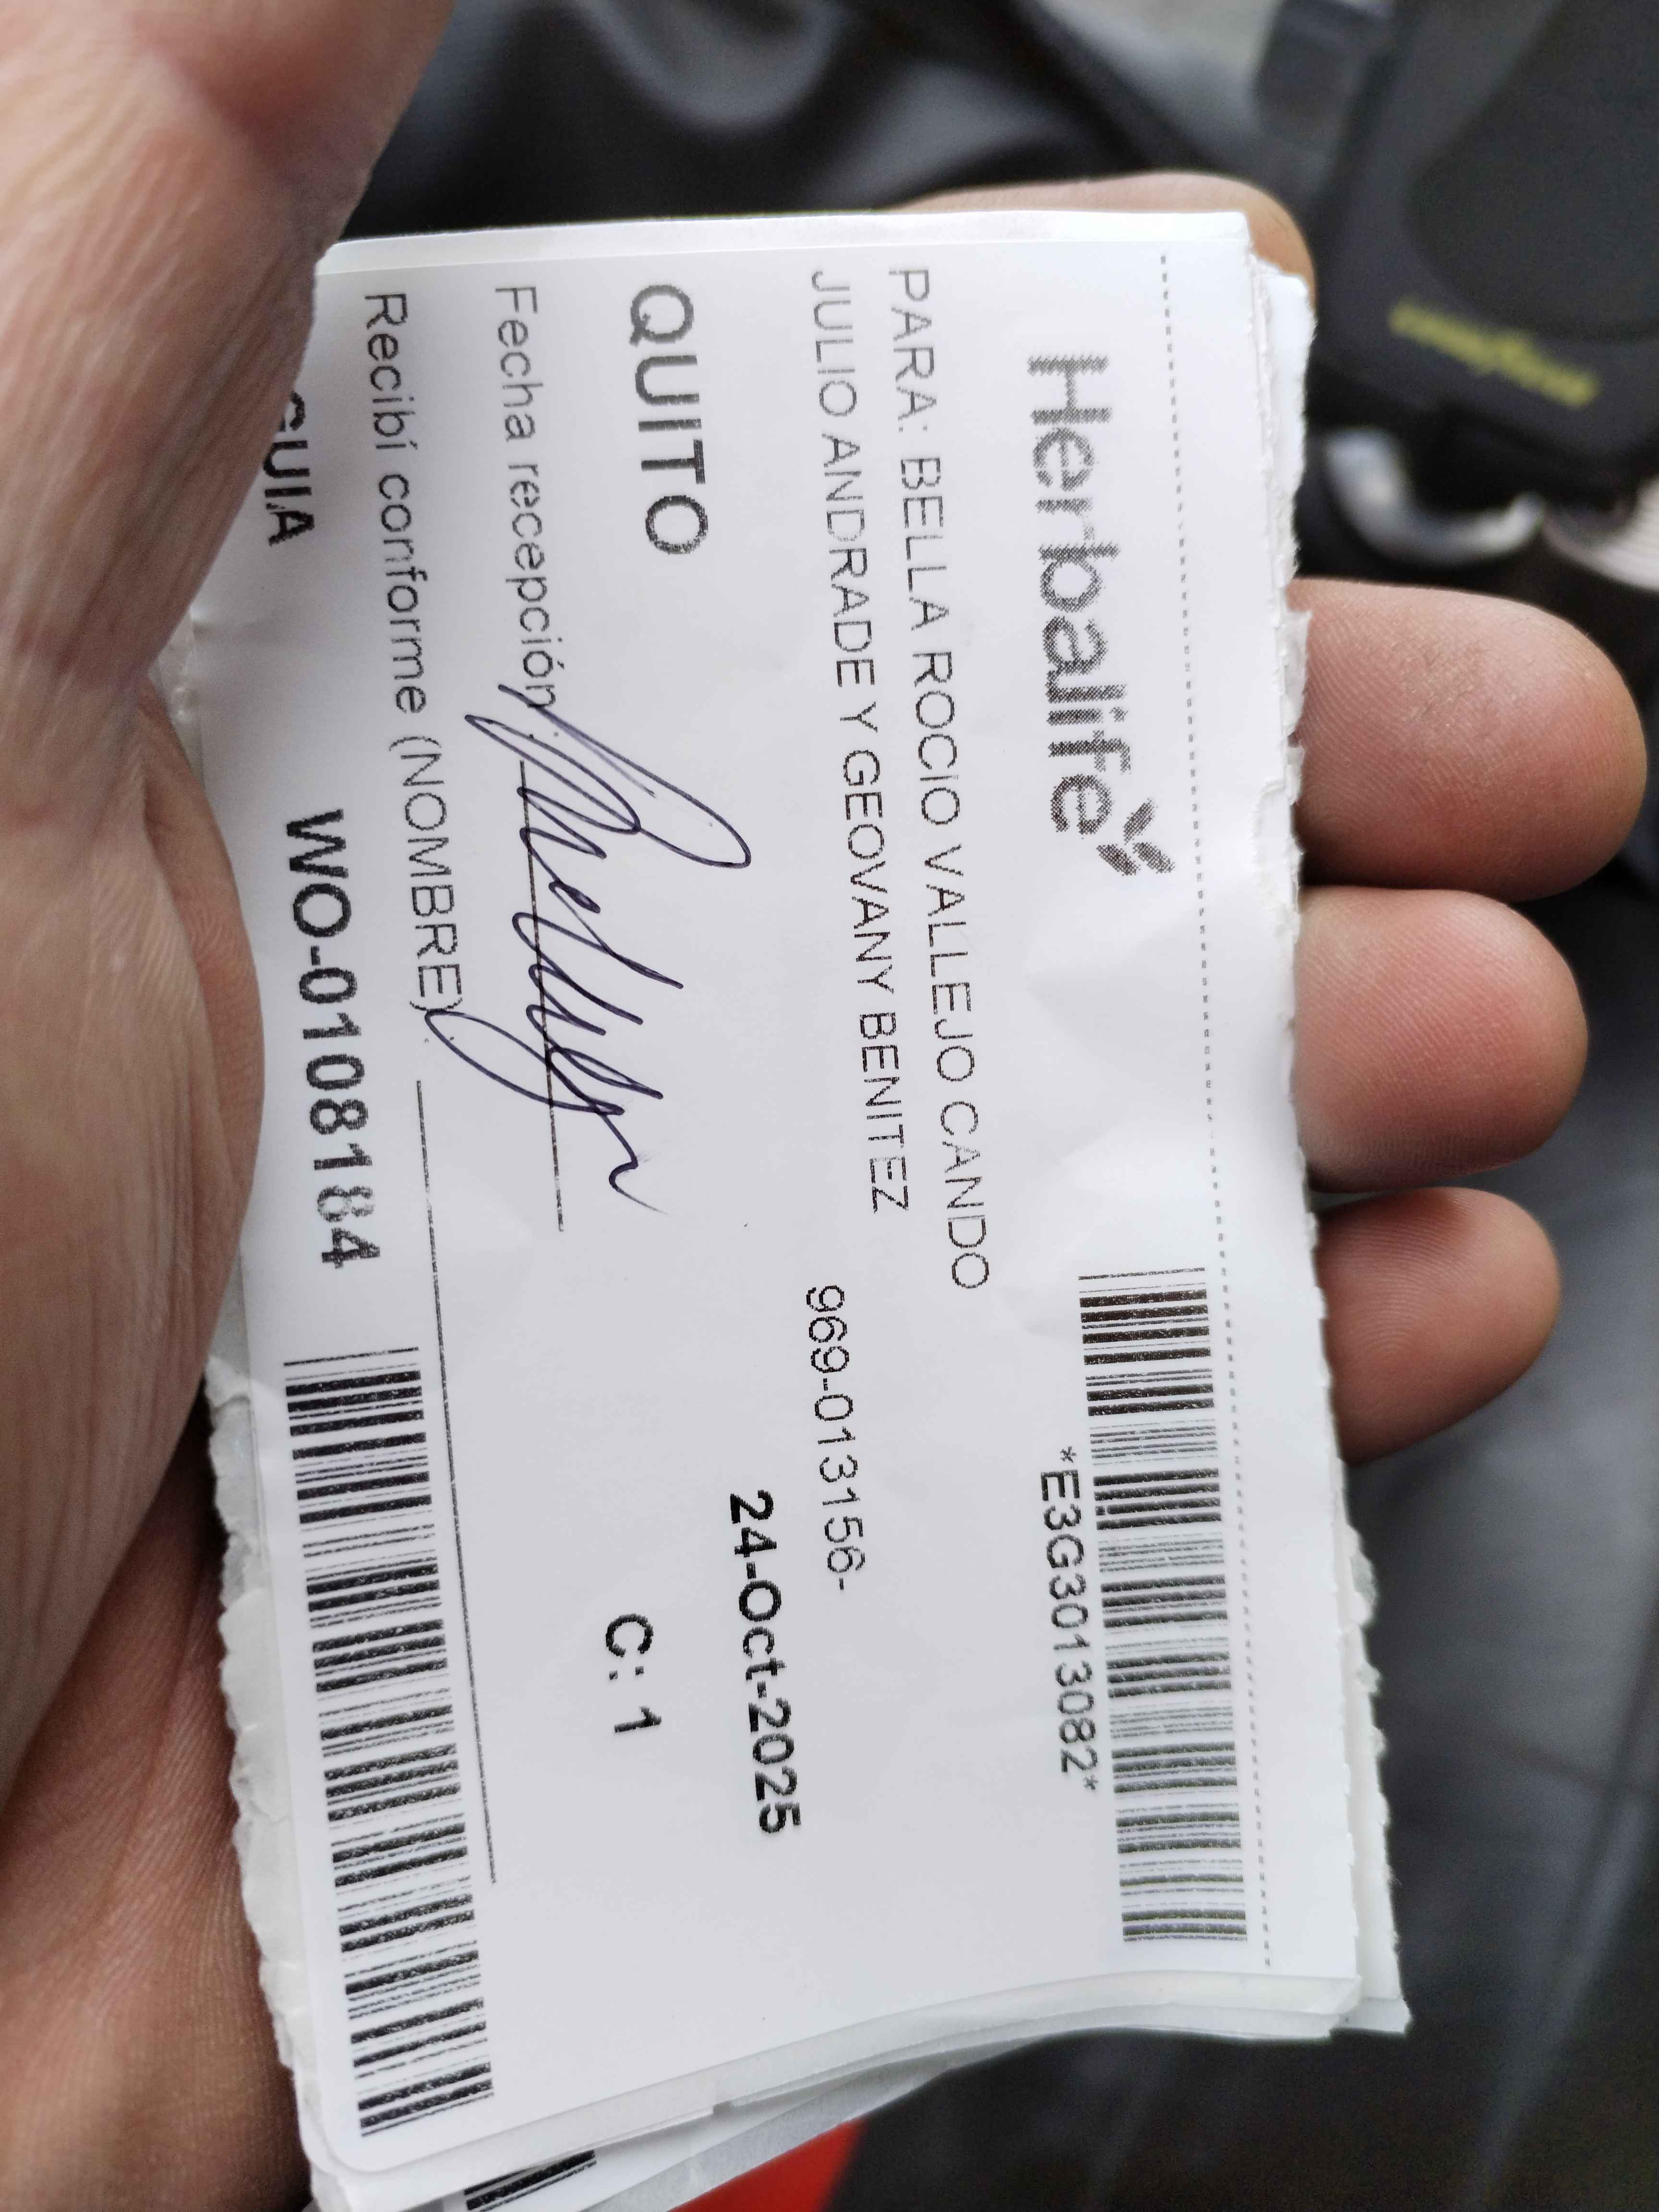 Herbalife
*E3G3013082*
PARA: BELLA ROCIO VALLEJO CANDO
JULIO ANDRADE Y GEOVANY BENITEZ
969-013156-
24-Oct-2025
QUITO
C: 1
Fecha recepción
Recibí conforme (NOMBRE)
GUIA WO-0108184